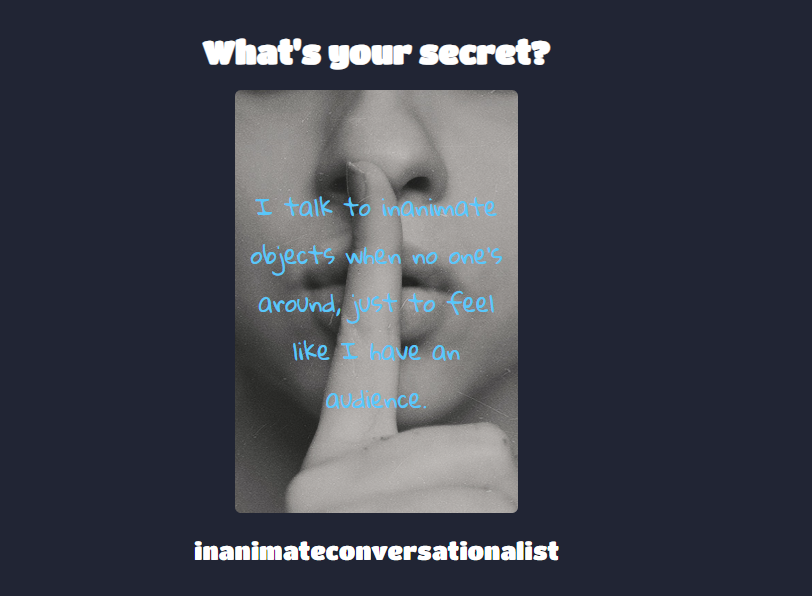 What's your secret?
I talk to inanimate
objects when no one's
around, just to feel
like I have an
audience.
inanimateconversationalist